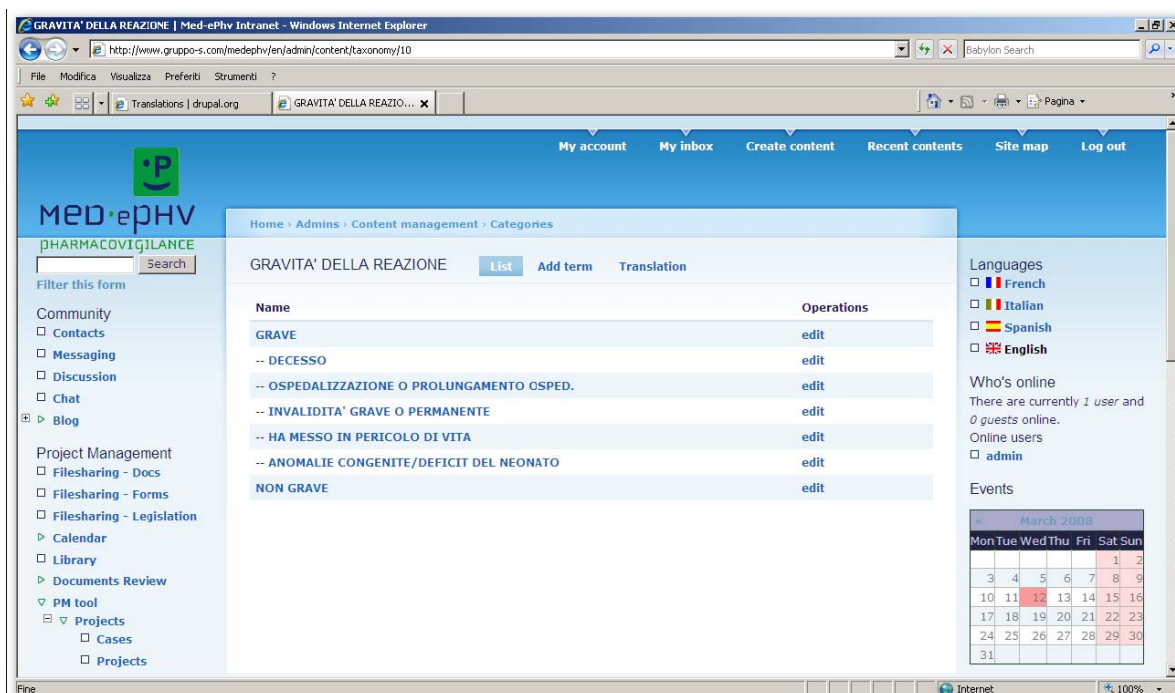 GRAVITA' DELLA REAZIONE | Med-ePhv Intranet - Windows Internet Explorer
http://www.gruppo-s.com/medephv/en/admin/content/taxonomy/10
Babylon Search
File Modifica Visualizza Preferiti Strumenti ?
Translations | drupal.org
GRAVITA' DELLA REAZIO...
Pagina
My account My inbox Create content Recent contents Site map Log out
P
MED·ePHV
PHARMACOVIGILANCE
Search
Filter this form
Community
Contacts
Messaging
Discussion
Chat
Blog
Project Management
Filesharing - Docs
Filesharing - Forms
Filesharing - Legislation
Calendar
Library
Documents Review
PM tool
Projects
Cases
Projects
Home › Admins › Content management › Categories
GRAVITA' DELLA REAZIONE List Add term Translation
Name Operations
GRAVE edit
-- DECESSO edit
-- OSPEDALIZZAZIONE O PROLUNGAMENTO OSPED. edit
-- INVALIDITA' GRAVE O PERMANENTE edit
-- HA MESSO IN PERICOLO DI VITA edit
-- ANOMALIE CONGENITE/DEFICIT DEL NEONATO edit
NON GRAVE edit
Languages
French
Italian
Spanish
English
Who's online
There are currently 1 user and
0 guests online.
Online users
admin
Events
« March 2008
Mon Tue Wed Thu Fri Sat Sun
1 2
3 4 5 6 7 8 9
10 11 12 13 14 15 16
17 18 19 20 21 22 23
24 25 26 27 28 29 30
31
Fine Internet 100%